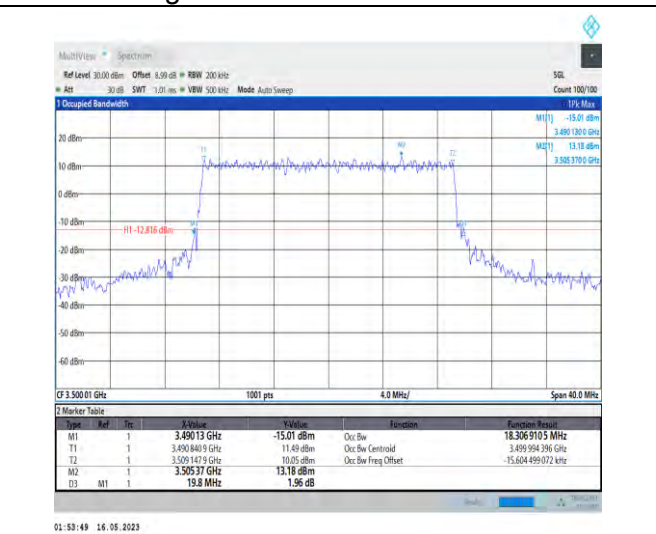 MultiView Spectrum
Ref Level 30.00 dBm Offset 8.99 dB RBW 200 kHz SGL
Att 30 dB SWT 1.01 ms VBW 500 kHz Mode Auto Sweep Count 100/100
1 Occupied Bandwidth 1Pk Max
M1[1] -15.01 dBm
3.490 130 0 GHz
M2[1] 13.18 dBm
3.505 370 0 GHz
20 dBm
T1 M2 T2
10 dBm
0 dBm
-10 dBm
H1 -12.816 dBm M1
-20 dBm
-30 dBm
-40 dBm
-50 dBm
-60 dBm
CF 3.500 01 GHz 1001 pts 4.0 MHz/ Span 40.0 MHz
2 Marker Table
Type Ref Trc X-Value Y-Value Function Function Result
M1 1 3.490 13 GHz -15.01 dBm Occ Bw 18.306 910 5 MHz
T1 1 3.490 840 9 GHz 11.49 dBm Occ Bw Centroid 3.499 994 396 GHz
T2 1 3.509 147 9 GHz 10.05 dBm Occ Bw Freq Offset -15.604 499 072 kHz
M2 1 3.505 37 GHz 13.18 dBm
D3 M1 1 19.8 MHz 1.96 dB
01:53:49 16.05.2023